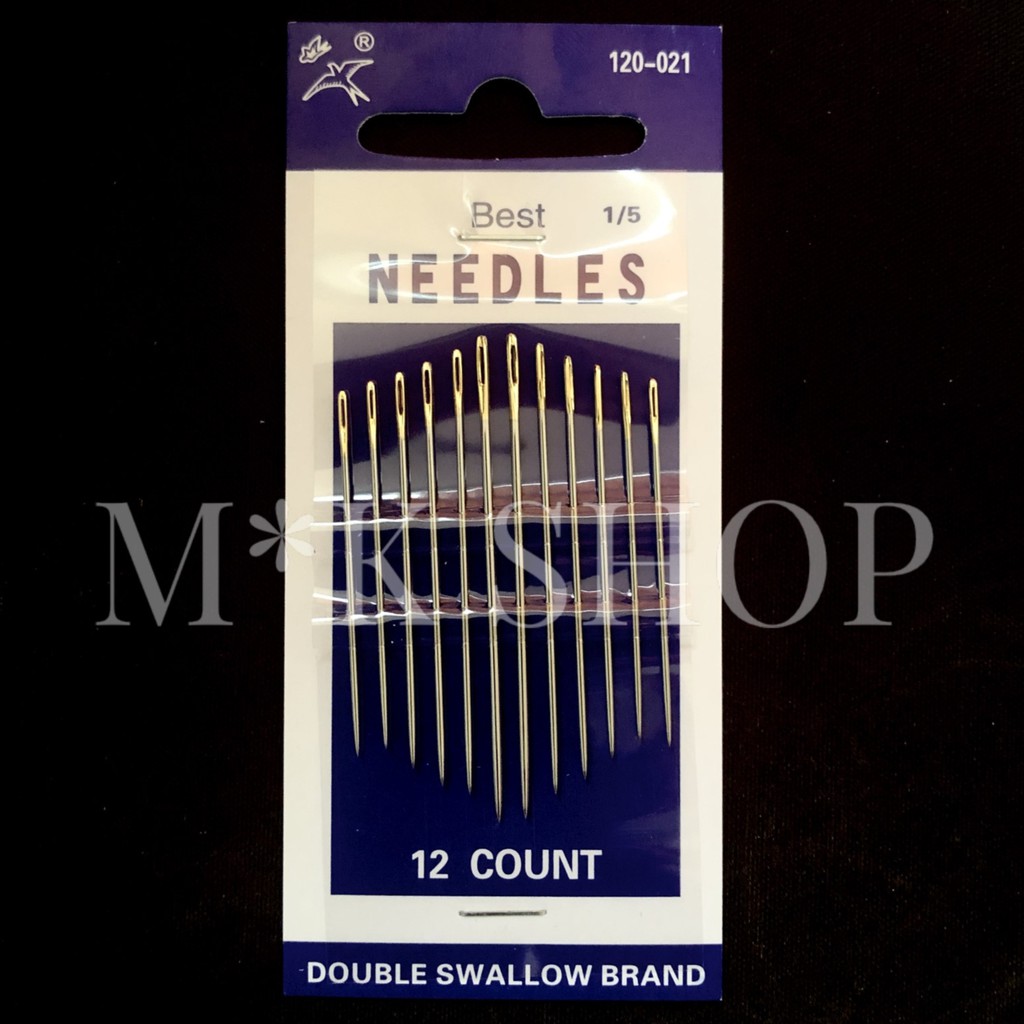 ®
120-021
Best 1/5
NEEDLES
M*K SHOP
12 COUNT
DOUBLE SWALLOW BRAND